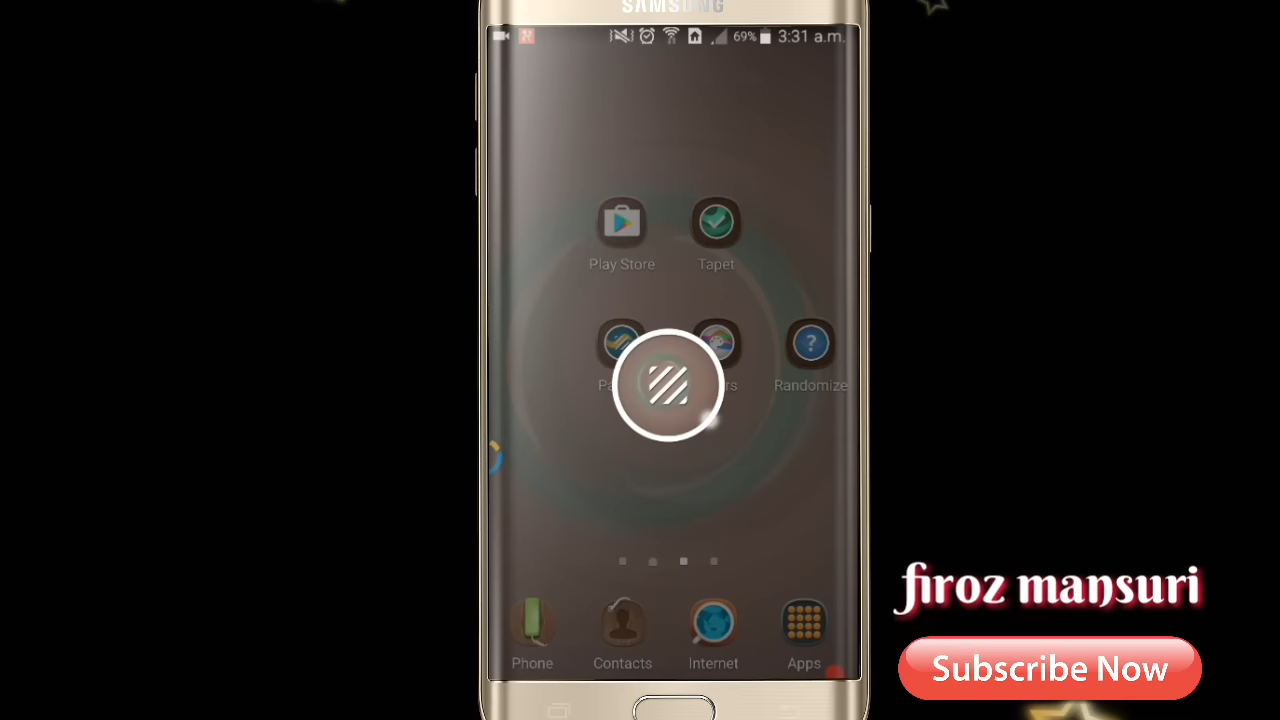 SAMSUNG
69% 3:31 a.m.
Play Store Tapet
Randomize
Phone Contacts Internet Apps
firoz mansuri
Subscribe Now